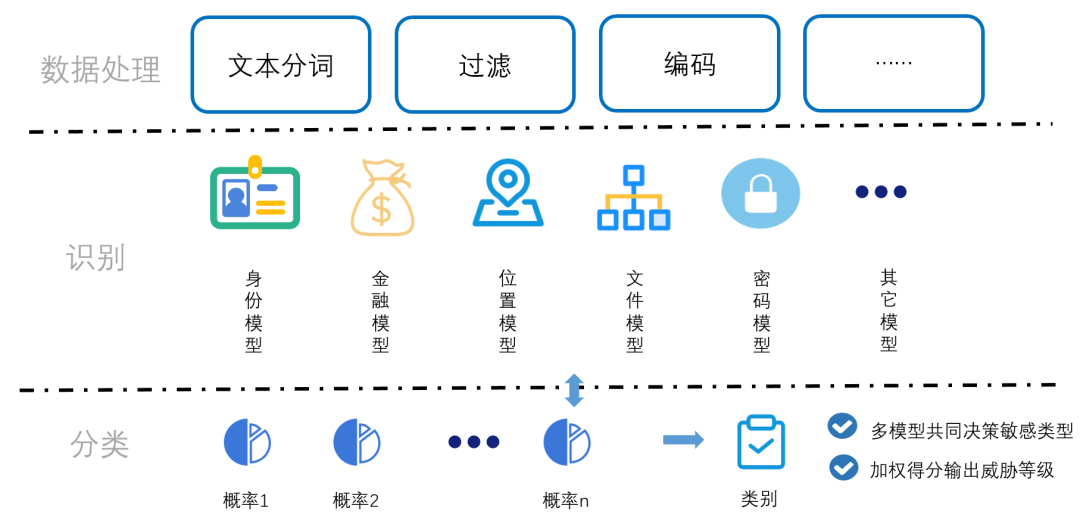 数据处理
文本分词
过滤
编码
……
识别
身份模型
金融模型
位置模型
文件模型
密码模型
其它模型
分类
概率1
概率2
概率n
类别
多模型共同决策敏感类型
加权得分输出威胁等级